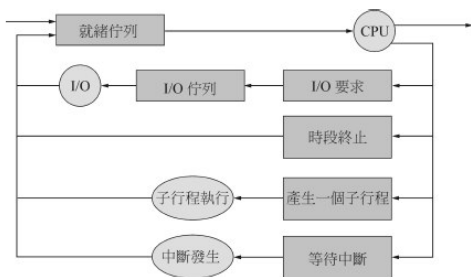 就緒佇列
CPU
I/O
I/O 佇列
I/O 要求
時段終止
子行程執行
產生一個子行程
中斷發生
等待中斷